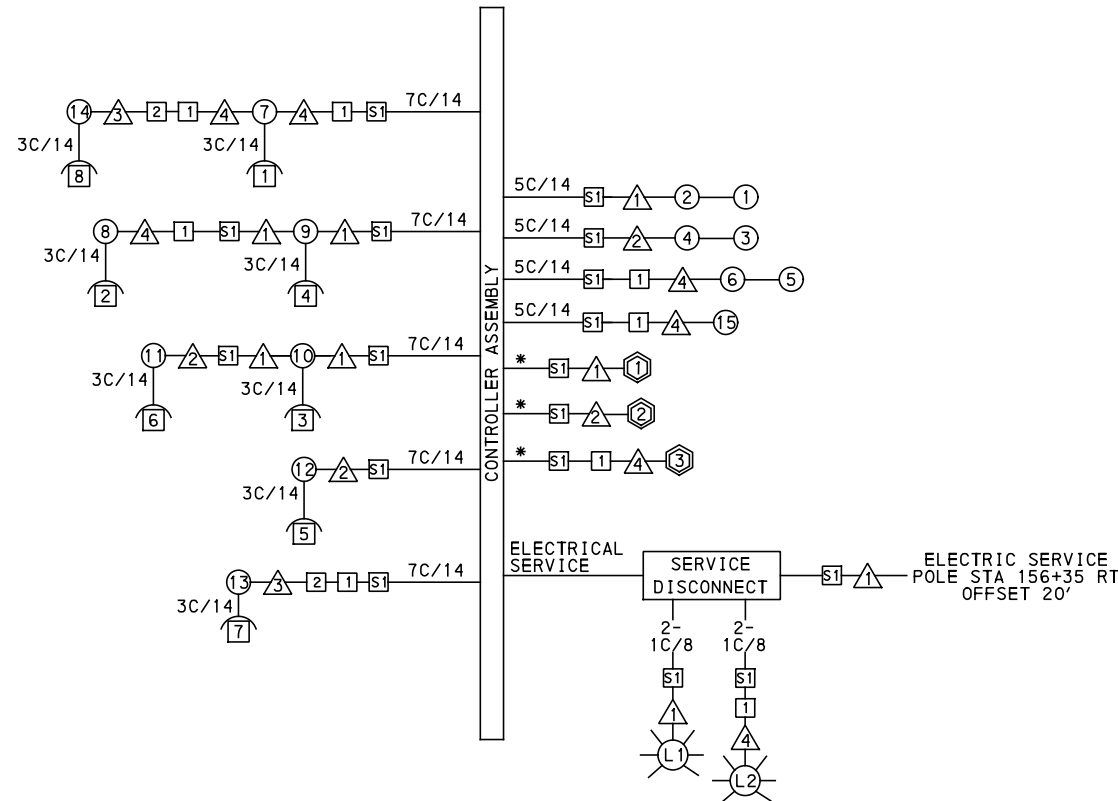 14 3 2 1 4 7 4 1 S1 7C/14
3C/14 3C/14
8 1
8 4 1 S1 1 9 1 S1 7C/14
3C/14 3C/14
2 4
11 2 S1 1 10 1 S1 7C/14
3C/14 3C/14
6 3
12 2 S1 7C/14
3C/14
5
13 3 2 1 S1 7C/14
3C/14
7
CONTROLLER ASSEMBLY
5C/14 S1 1 2 1
5C/14 S1 2 4 3
5C/14 S1 1 4 6 5
5C/14 S1 1 4 15
* S1 1 1
* S1 2 2
* S1 1 4 3
ELECTRICAL
SERVICE
SERVICE
DISCONNECT
S1 1
ELECTRIC SERVICE
POLE STA 156+35 RT
OFFSET 20'
2- 2-
1C/8 1C/8
S1 S1
1 1
L1 4
L2